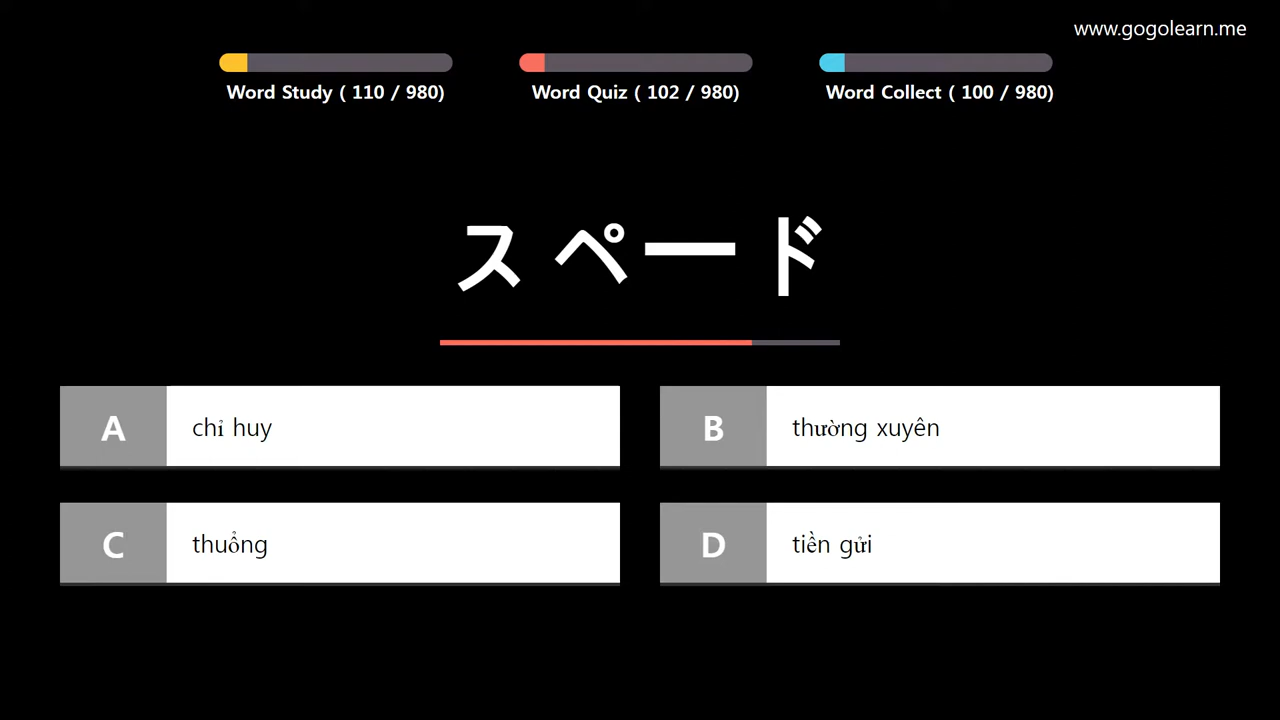 www.gogolearn.me
Word Study ( 110 / 980)
Word Quiz ( 102 / 980)
Word Collect ( 100 / 980)
スペード
A chỉ huy
B thường xuyên
C thuổng
D tiền gửi